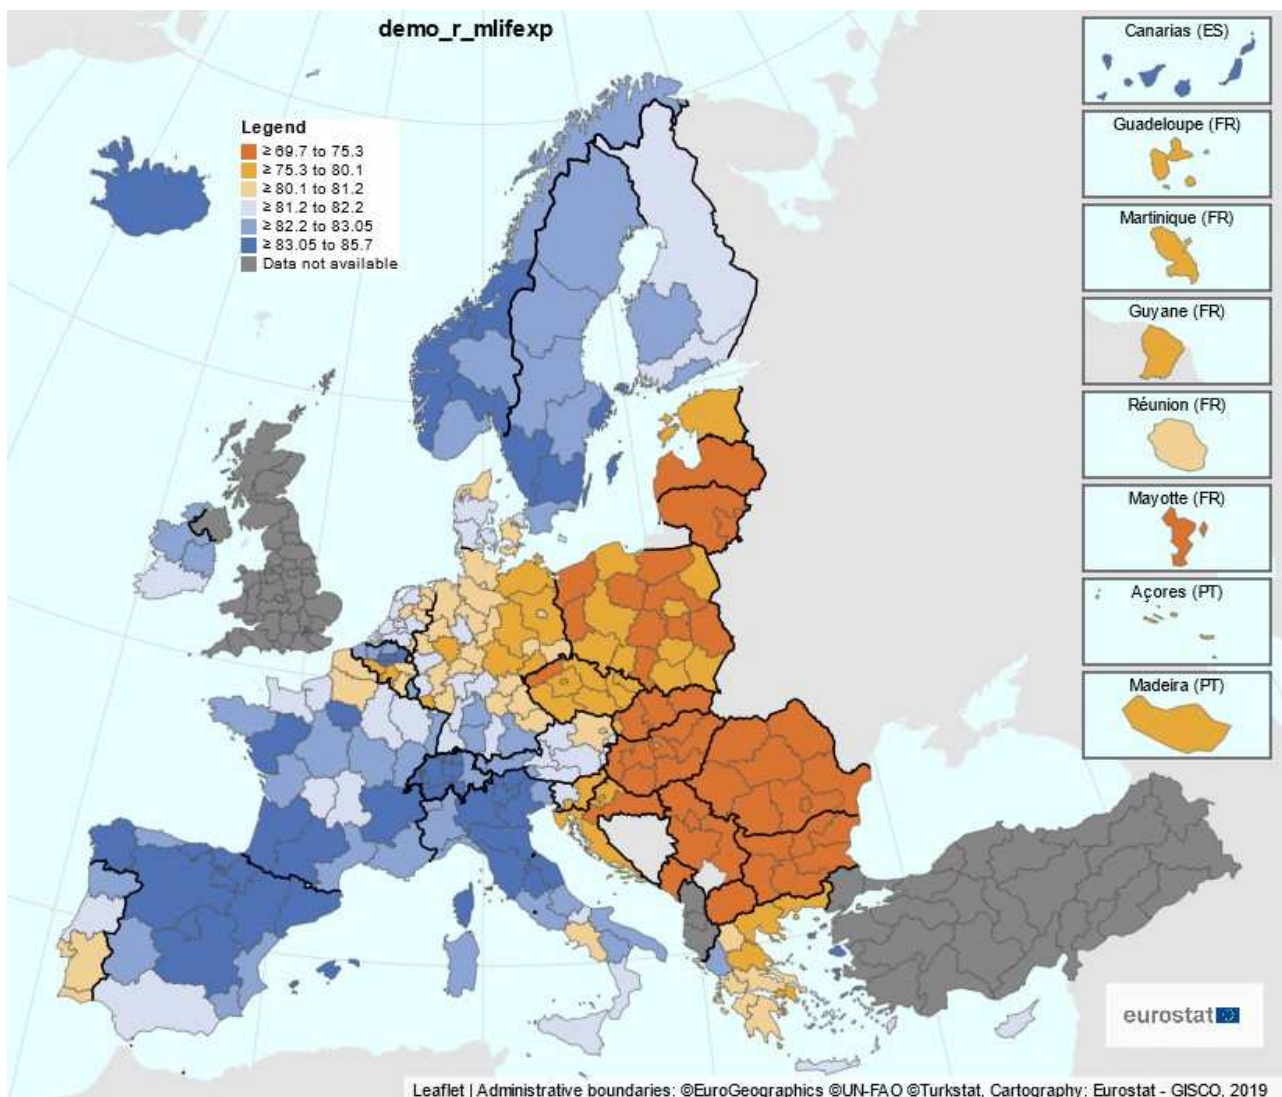 demo_r_mlifexp
Legend
≥ 69.7 to 75.3
≥ 75.3 to 80.1
≥ 80.1 to 81.2
≥ 81.2 to 82.2
≥ 82.2 to 83.05
≥ 83.05 to 85.7
Data not available
Canarias (ES)
Guadeloupe (FR)
Martinique (FR)
Guyane (FR)
Réunion (FR)
Mayotte (FR)
Açores (PT)
Madeira (PT)
eurostat
Leaflet | Administrative boundaries: ©EuroGeographics ©UN-FAO ©Turkstat, Cartography: Eurostat - GISCO, 2019